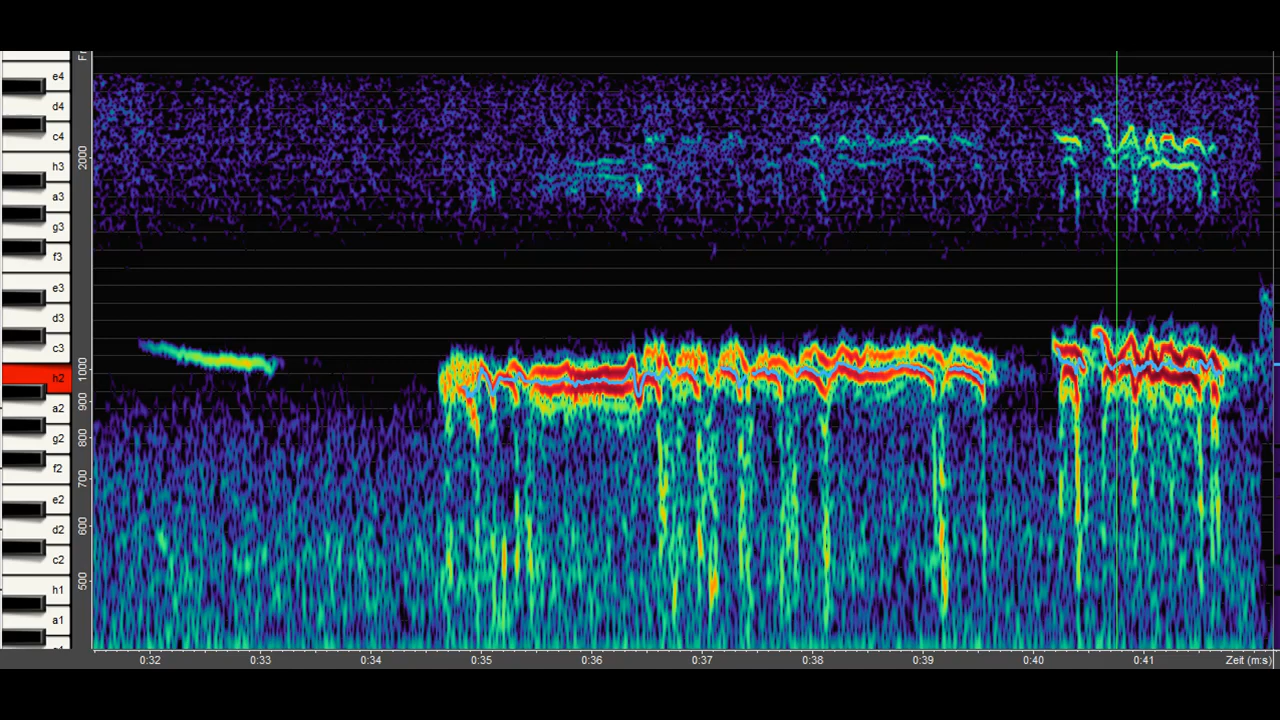 e4
d4
c4
h3
a3
g3
f3
e3
d3
c3
h2
a2
g2
f2
e2
d2
c2
h1
a1
2000
1000
900
800
700
600
500
0:32 0:33 0:34 0:35 0:36 0:37 0:38 0:39 0:40 0:41 Zeit (m:s)